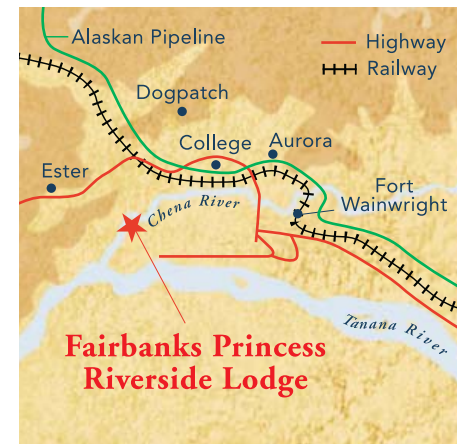 Alaskan Pipeline
Highway
Railway
Dogpatch
College
Aurora
Ester
Fort
Wainwright
Chena River
Tanana River
Fairbanks Princess
Riverside Lodge